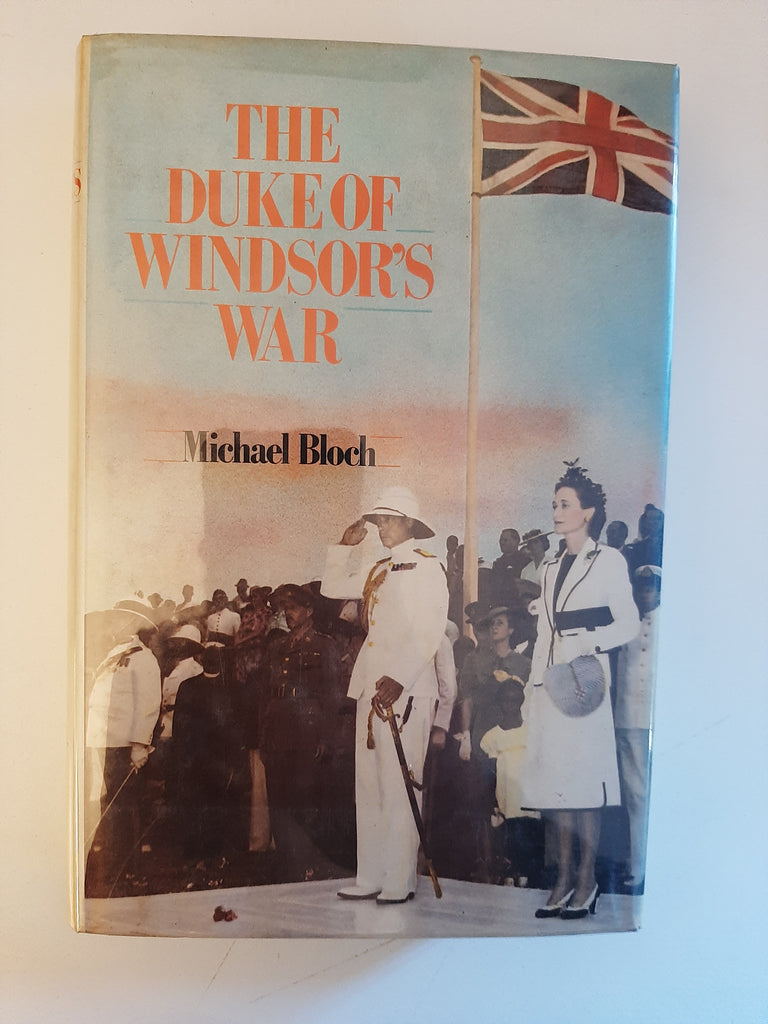 THE
DUKE OF
WINDSOR'S
WAR
Michael Bloch
S